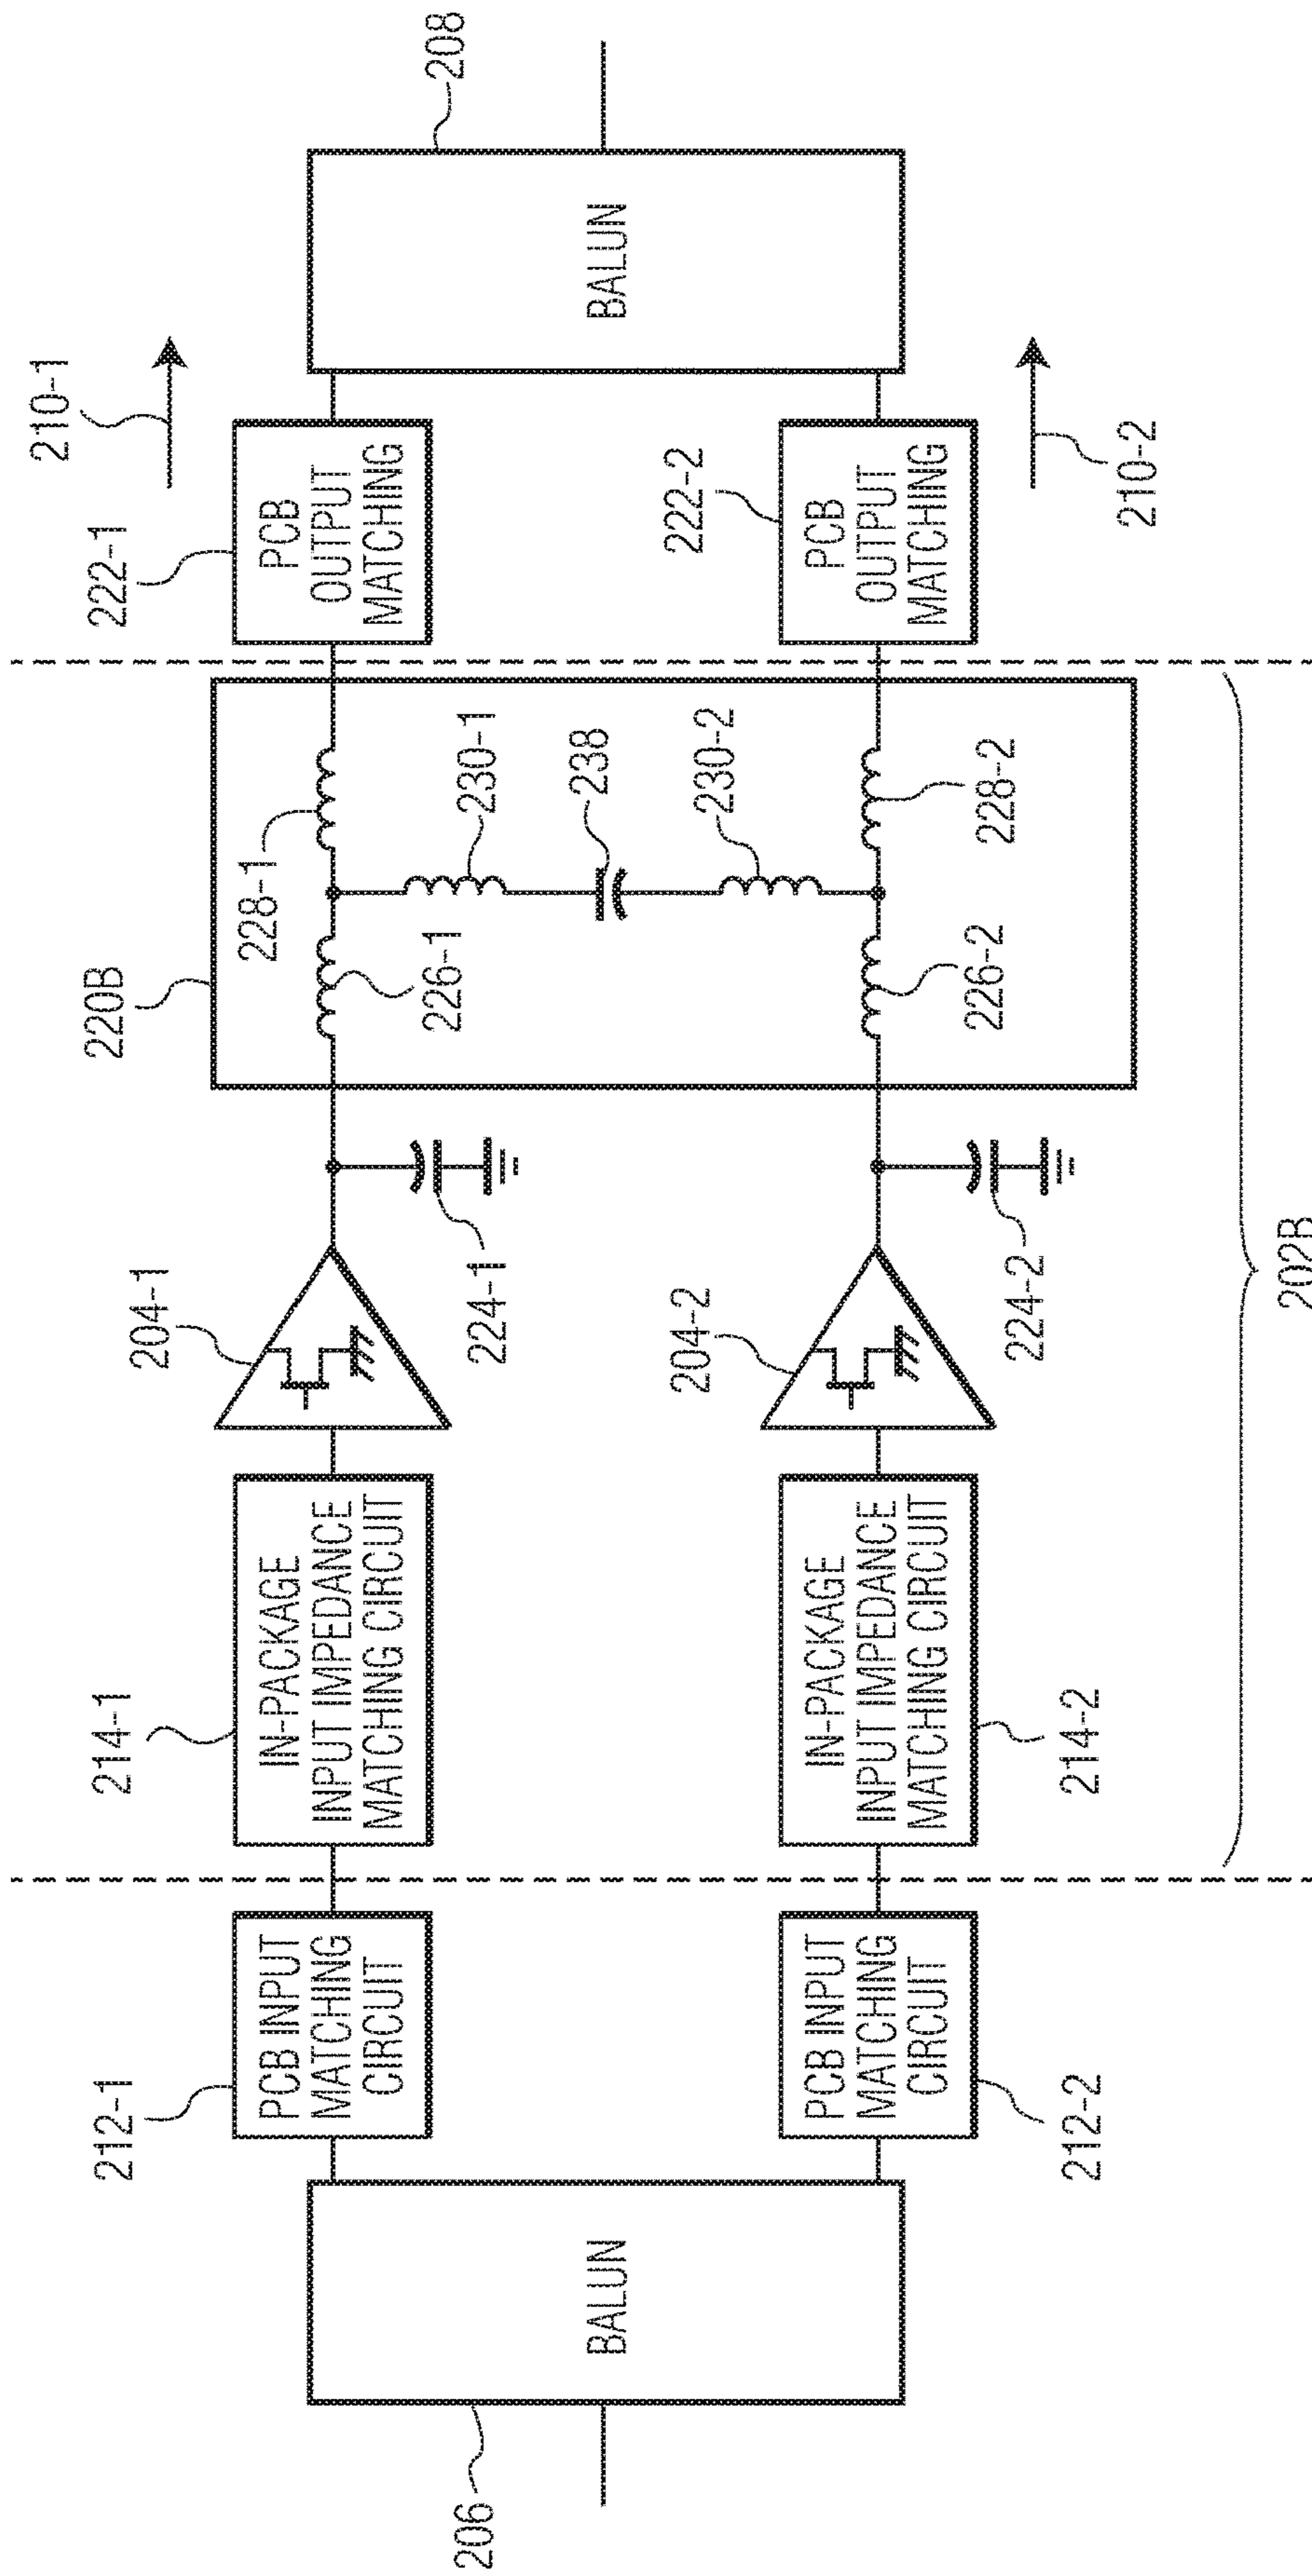 206
BALUN
212-1
PCB INPUT
MATCHING
CIRCUIT
PCB INPUT
MATCHING
CIRCUIT
212-2
214-1
IN-PACKAGE
INPUT IMPEDANCE
MATCHING CIRCUIT
IN-PACKAGE
INPUT IMPEDANCE
MATCHING CIRCUIT
214-2
204-1
224-1
204-2
224-2
202B
220B
228-1
226-1
230-1
238
230-2
226-2
228-2
222-1
PCB
OUTPUT
MATCHING
222-2
PCB
OUTPUT
MATCHING
210-1
210-2
BALUN
208